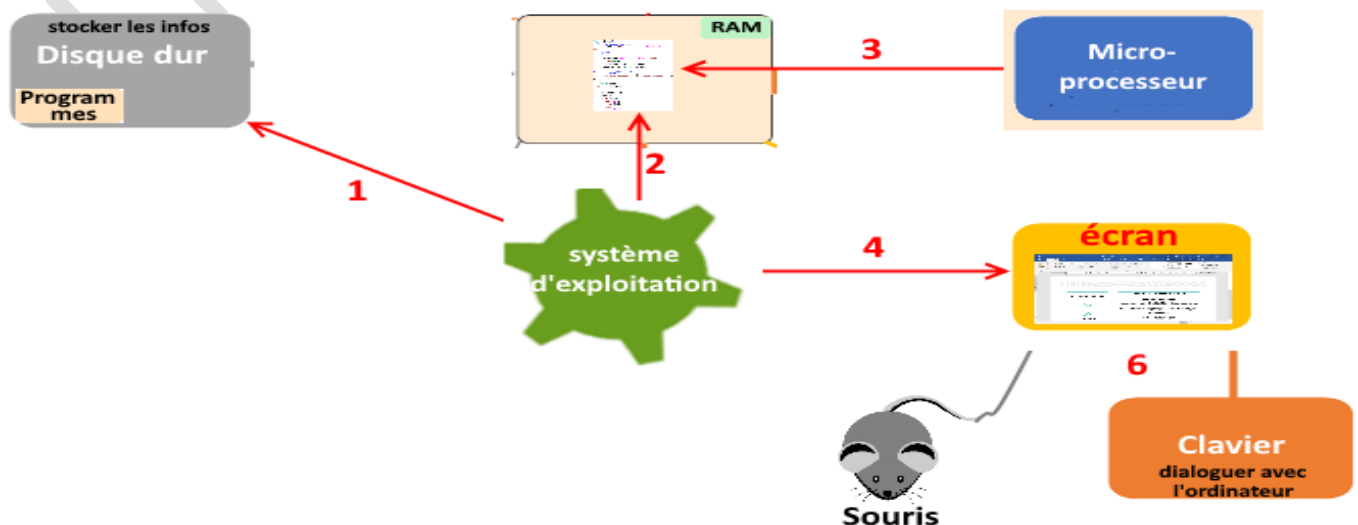 stocker les infos
Disque dur
Program
mes
RAM
3
Micro-
processeur
1
2
système
d'exploitation
4
écran
6
Clavier
dialoguer avec
l'ordinateur
Souris